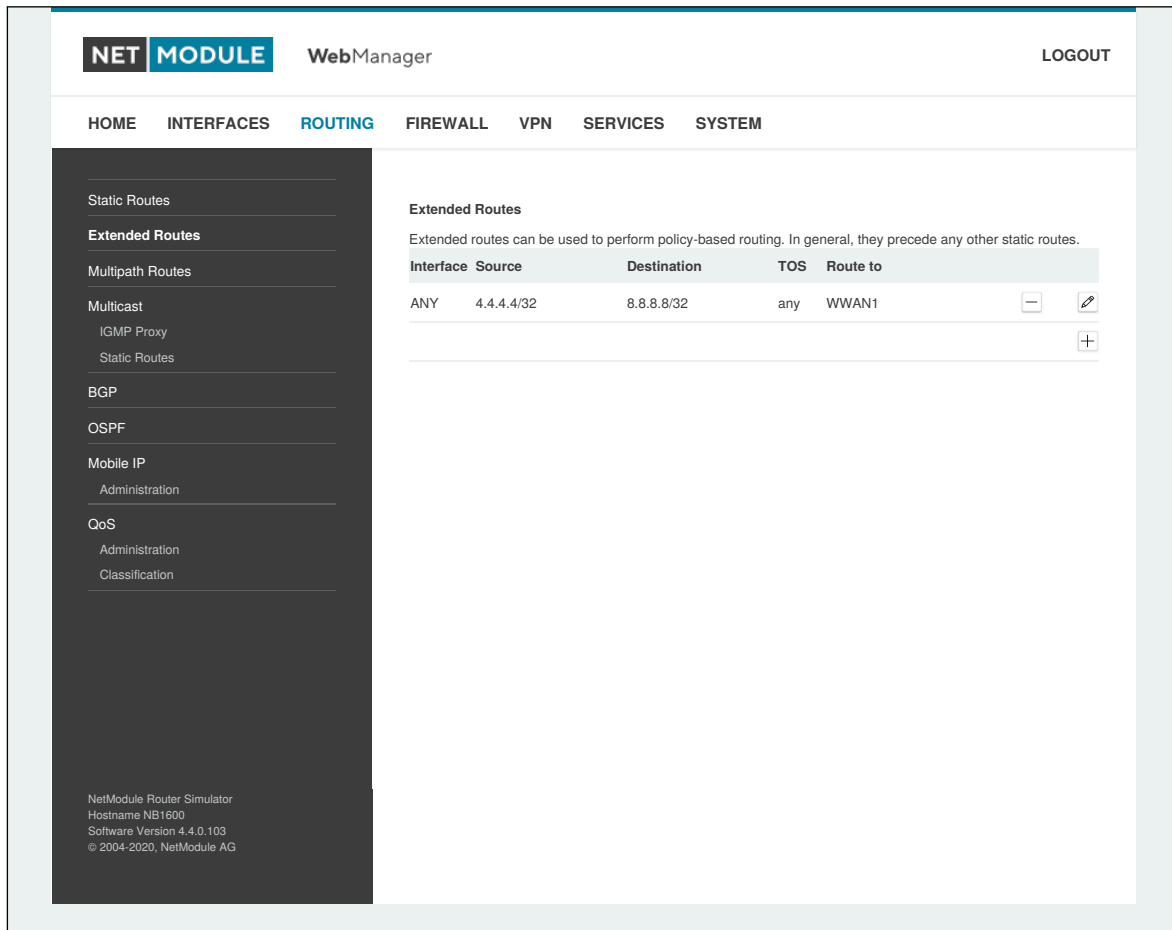 NET MODULE WebManager LOGOUT
HOME INTERFACES ROUTING FIREWALL VPN SERVICES SYSTEM
Static Routes
Extended Routes
Multipath Routes
Multicast
IGMP Proxy
Static Routes
BGP
OSPF
Mobile IP
Administration
QoS
Administration
Classification
NetModule Router Simulator
Hostname NB1600
Software Version 4.4.0.103
© 2004-2020, NetModule AG
Extended Routes
Extended routes can be used to perform policy-based routing. In general, they precede any other static routes.
Interface Source Destination TOS Route to
ANY 4.4.4.4/32 8.8.8.8/32 any WWAN1